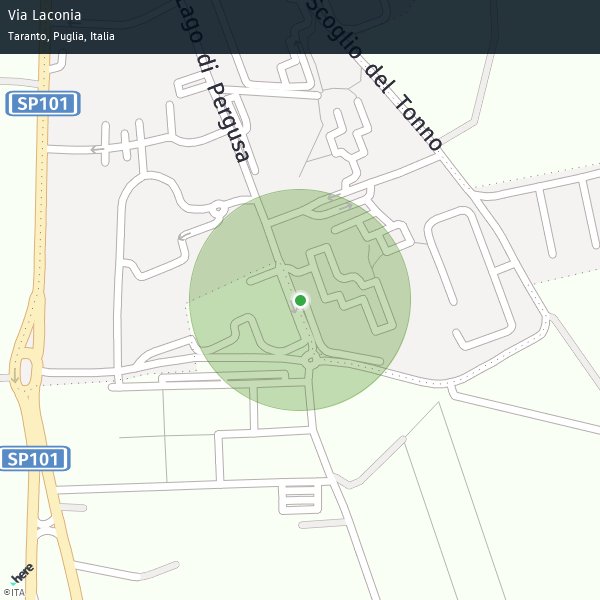 Via Laconia
Taranto, Puglia, Italia
Lago di Pergusa
Scoglio del Tonno
SP101
SP101
here
©ITA